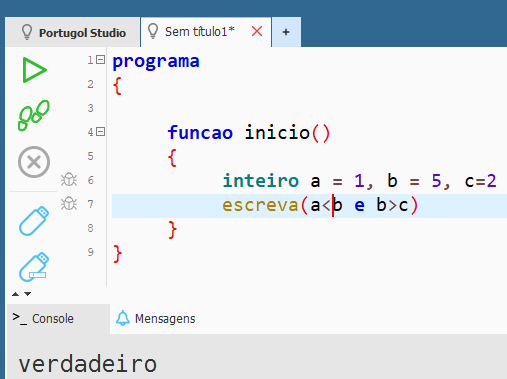 Portugol Studio Sem título1* +
1 programa
2 {
3
4 funcao inicio()
5 {
6 inteiro a = 1, b = 5, c=2
7 escreva(a<b e b>c)
8 }
9 }
>_ Console Mensagens
verdadeiro